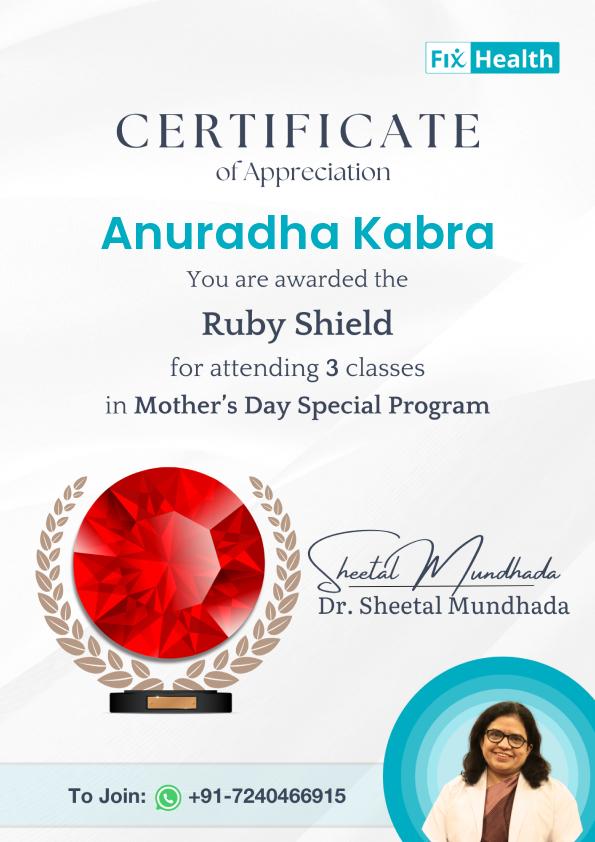 Fix Health
CERTIFICATE
of Appreciation
Anuradha Kabra
You are awarded the
Ruby Shield
for attending 3 classes
in Mother's Day Special Program
Sheetal Mundhada
Dr. Sheetal Mundhada
To Join: +91-7240466915